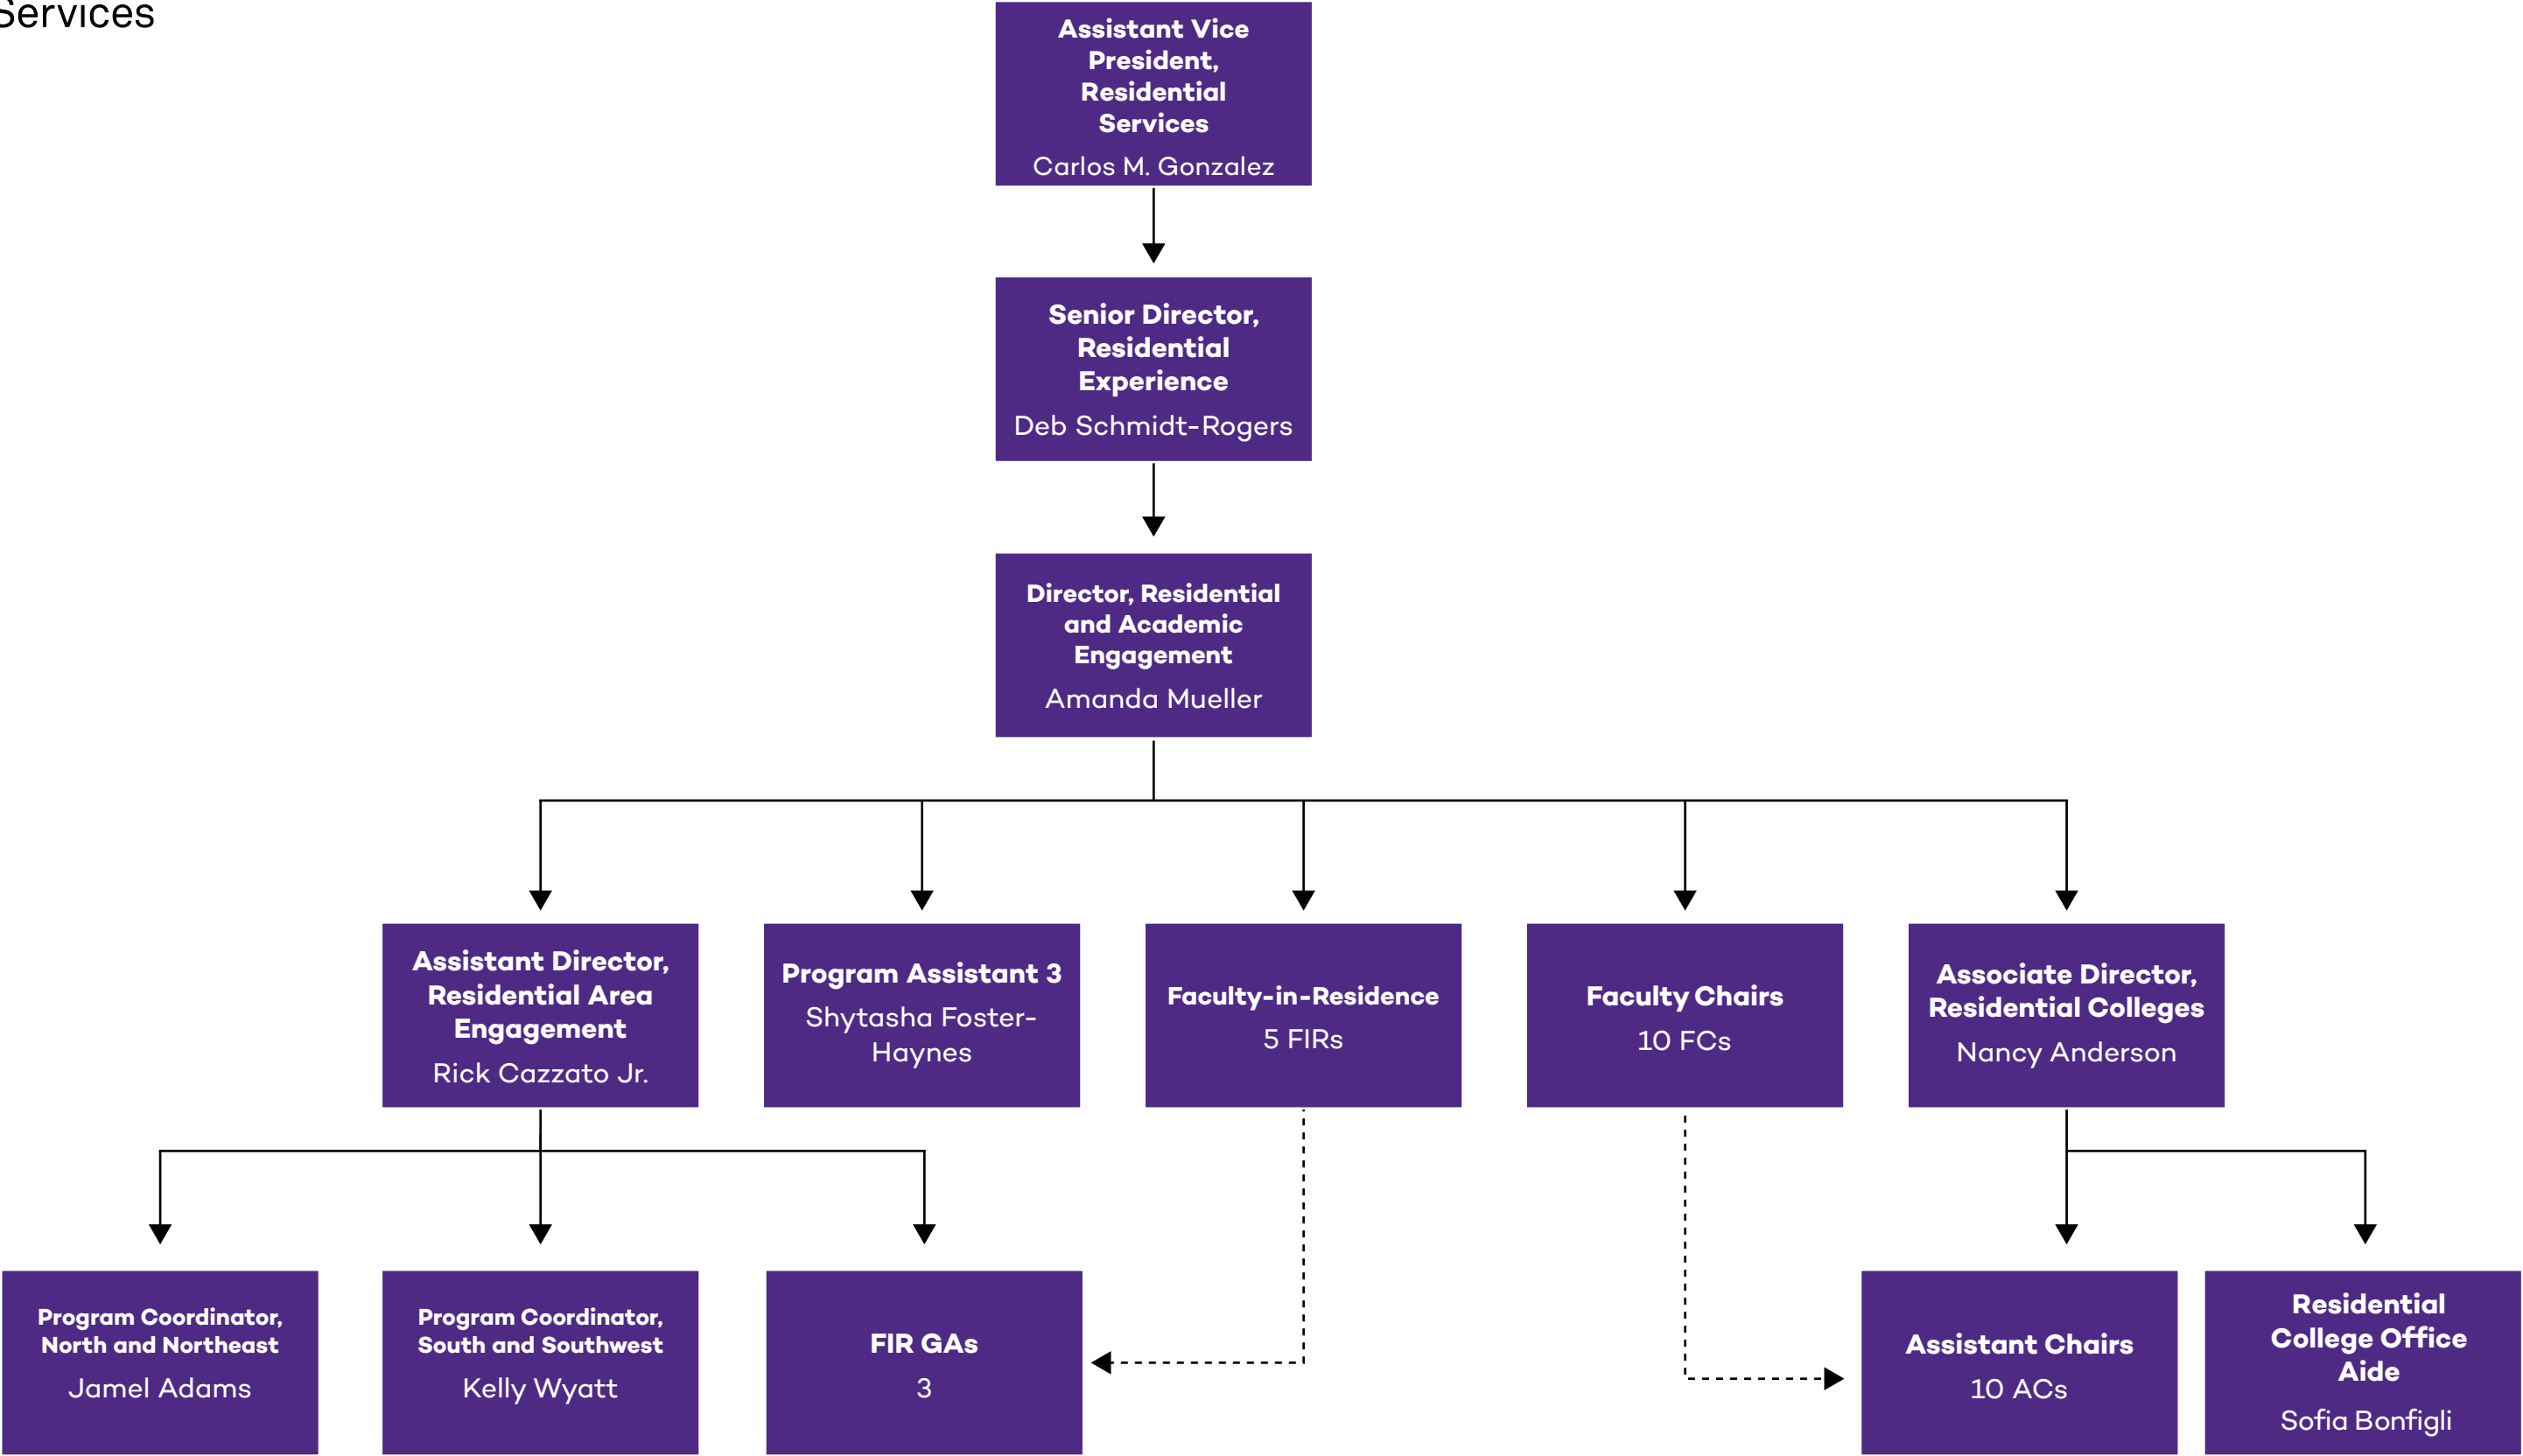 Services
Assistant Vice
President,
Residential
Services
Carlos M. Gonzalez
Senior Director,
Residential
Experience
Deb Schmidt-Rogers
Director, Residential
and Academic
Engagement
Amanda Mueller
Assistant Director,
Residential Area
Engagement
Rick Cazzato Jr.
Program Assistant 3
Shytasha Foster-
Haynes
Faculty-in-Residence
5 FIRs
Faculty Chairs
10 FCs
Associate Director,
Residential Colleges
Nancy Anderson
Program Coordinator,
North and Northeast
Jamel Adams
Program Coordinator,
South and Southwest
Kelly Wyatt
FIR GAs
3
Assistant Chairs
10 ACs
Residential
College Office
Aide
Sofia Bonfigli